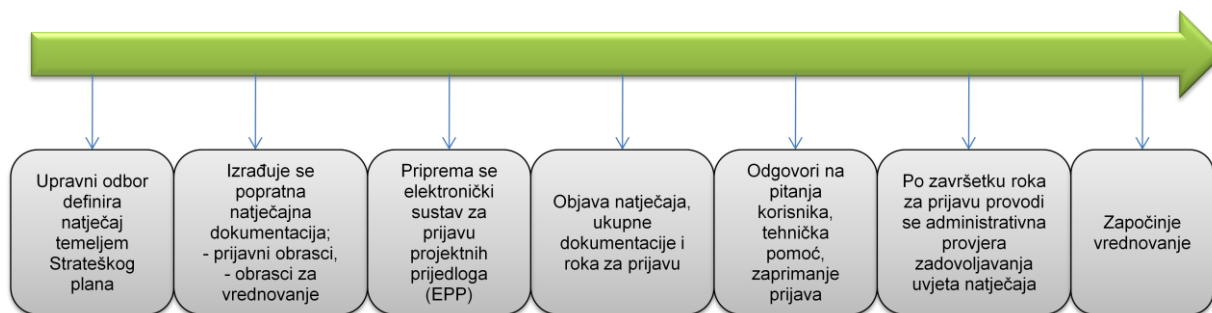 Upravni odbor
definira
natječaj
temeljem
Strateškog
plana
Izrađuje se
popratna
natječajna
dokumentacija;
- prijavni obrasci,
- obrasci za
vrednovanje
Priprema se
elektronički
sustav za
prijavu
projektnih
prijedloga
(EPP)
Objava natječaja,
ukupne
dokumentacije i
roka za prijavu
Odgovori na
pitanja
korisnika,
tehnička
pomoć,
zaprimanje
prijava
Po završetku roka
za prijavu provodi
se administrativna
provjera
zadovoljavanja
uvjeta natječaja
Započinje
vrednovanje